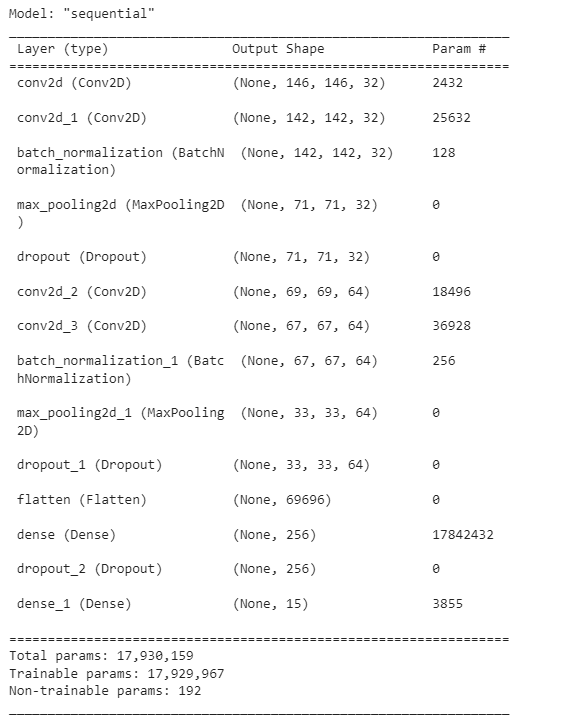 Model: "sequential"
_________________________________________________________________
Layer (type) Output Shape Param #
=================================================================
conv2d (Conv2D) (None, 146, 146, 32) 2432
conv2d_1 (Conv2D) (None, 142, 142, 32) 25632
batch_normalization (BatchN (None, 142, 142, 32) 128
ormalization)
max_pooling2d (MaxPooling2D (None, 71, 71, 32) 0
)
dropout (Dropout) (None, 71, 71, 32) 0
conv2d_2 (Conv2D) (None, 69, 69, 64) 18496
conv2d_3 (Conv2D) (None, 67, 67, 64) 36928
batch_normalization_1 (Batc (None, 67, 67, 64) 256
hNormalization)
max_pooling2d_1 (MaxPooling (None, 33, 33, 64) 0
2D)
dropout_1 (Dropout) (None, 33, 33, 64) 0
flatten (Flatten) (None, 69696) 0
dense (Dense) (None, 256) 17842432
dropout_2 (Dropout) (None, 256) 0
dense_1 (Dense) (None, 15) 3855
=================================================================
Total params: 17,930,159
Trainable params: 17,929,967
Non-trainable params: 192
_________________________________________________________________